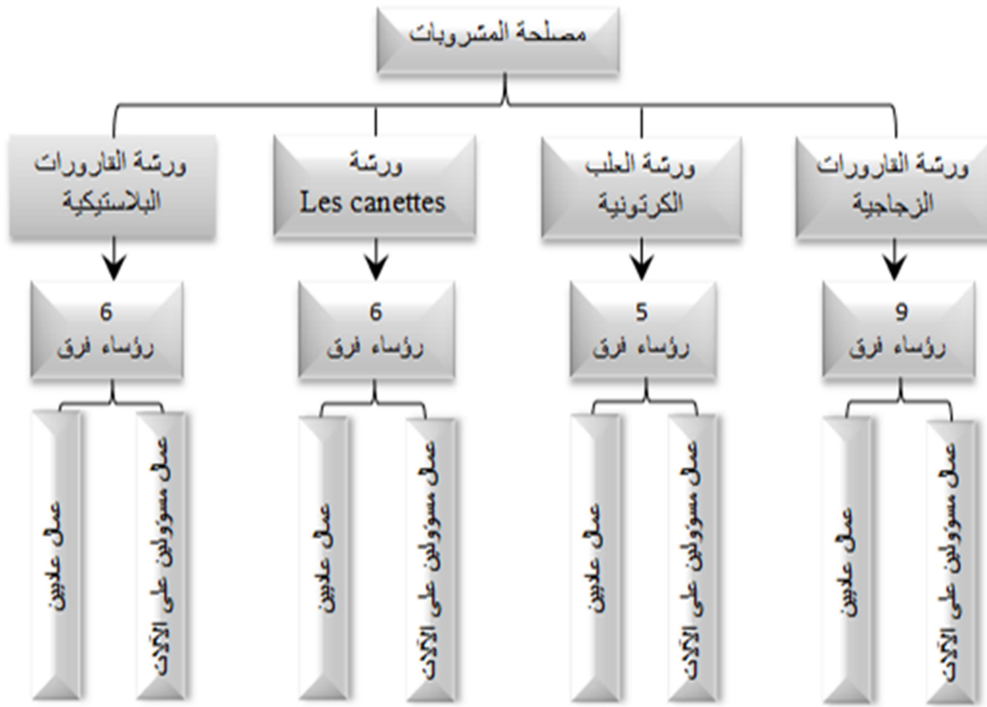 مصلحة المشروبات
ورشة القارورات
الزجاجية
ورشة العلب
الكرتونية
ورشة
Les canettes
ورشة القارورات
البلاستيكية
9
رؤساء فرق
5
رؤساء فرق
6
رؤساء فرق
6
رؤساء فرق
عمال مسؤولين على الآلات
عمال عاديين
عمال مسؤولين على الآلات
عمال عاديين
عمال مسؤولين على الآلات
عمال عاديين
عمال مسؤولين على الآلات
عمال عاديين